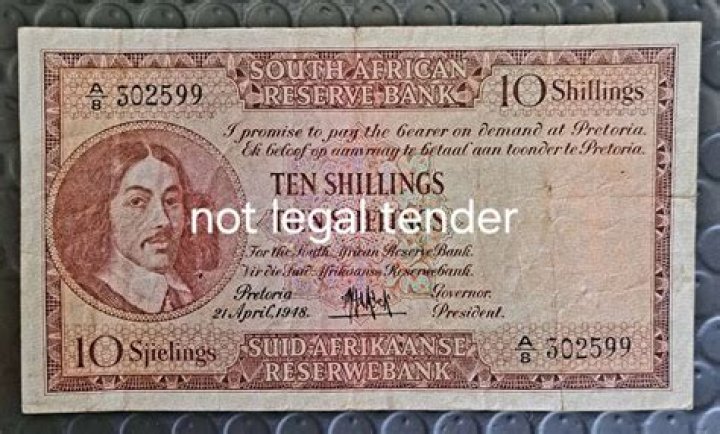 SOUTH AFRICAN
RESERVE BANK
10 Shillings
A/8 302599
I promise to pay the bearer on demand at Pretoria.
Ek beloof op aanvraag te betaal aan toonder te Pretoria.
TEN SHILLINGS
not legal tender
For the South African Reserve Bank.
Vir die Suid-Afrikaanse Reserwebank.
Pretoria
Governor.
21 April, 1948.
President.
10 Sjielings
SUID-AFRIKAANSE
RESERWEBANK
A/8 302599